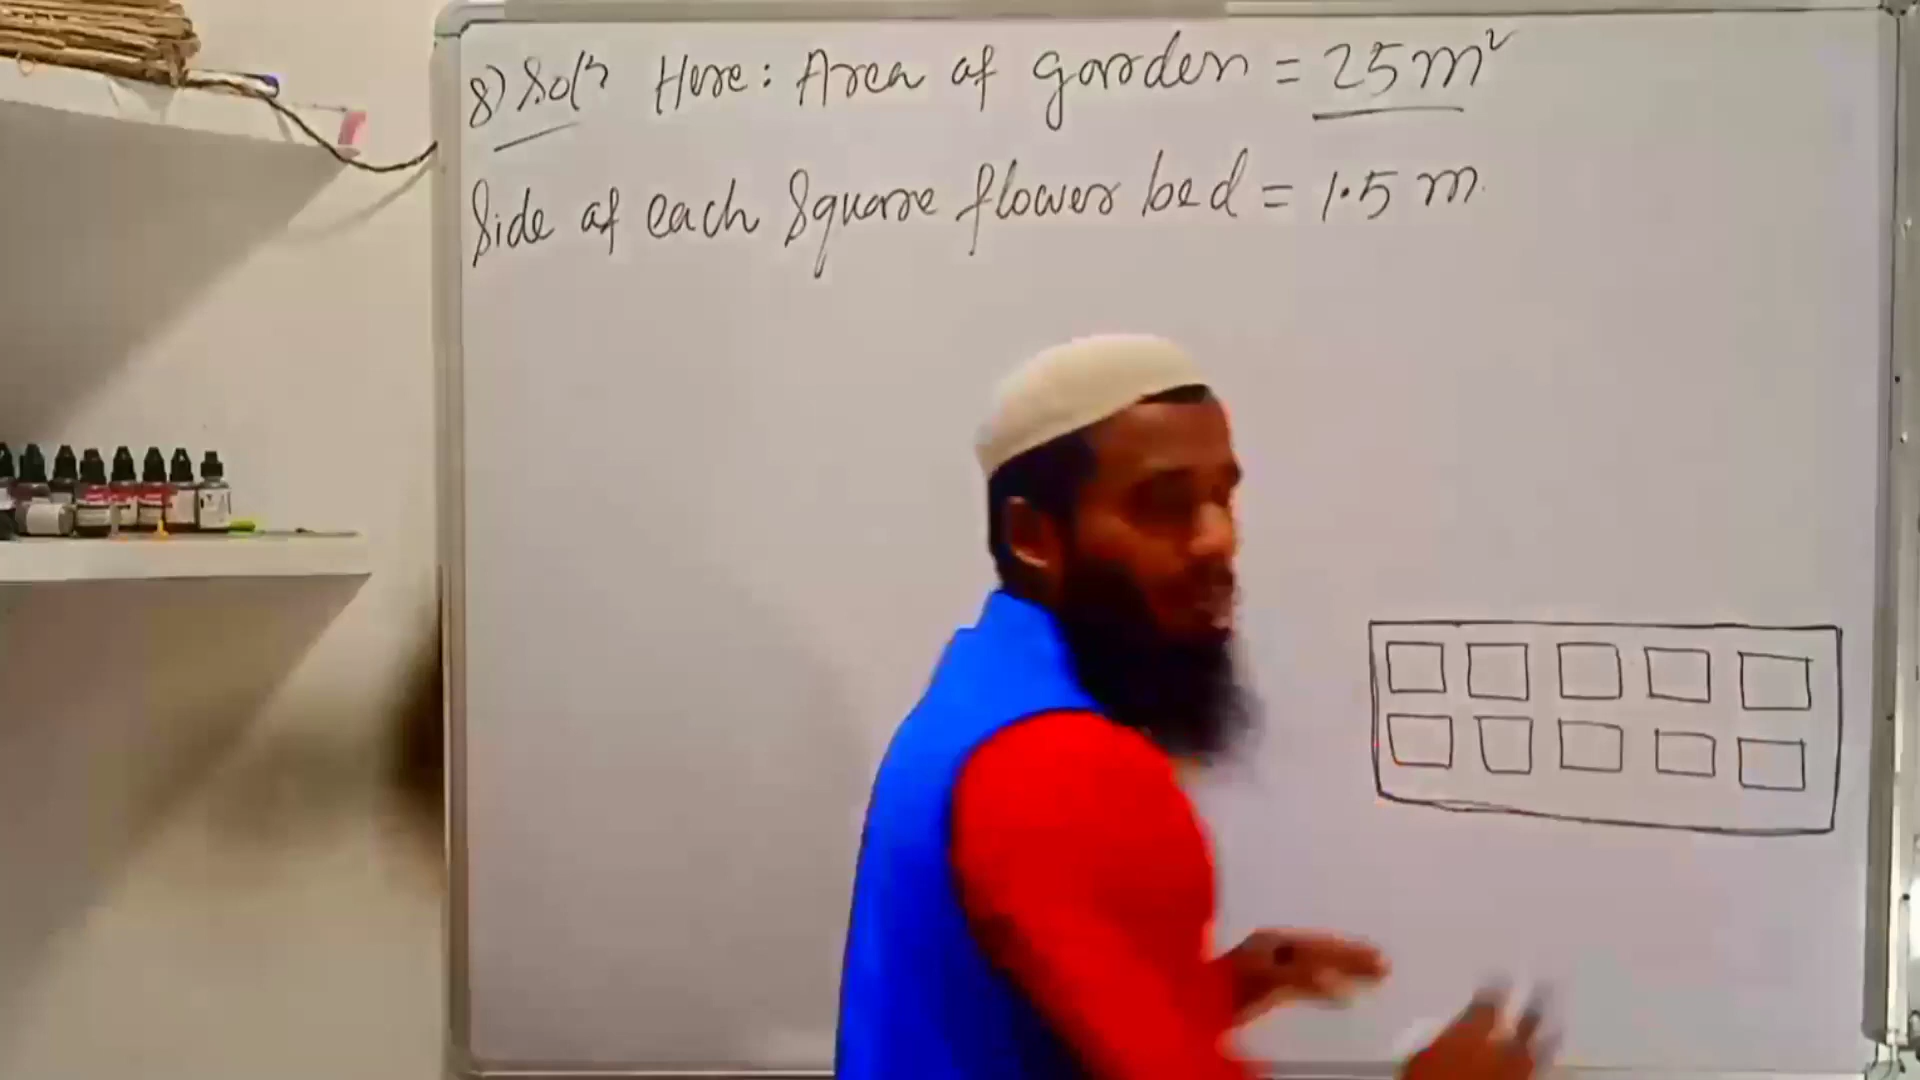 8) Sol? Here: Area of garden = 25 m²
Side of each square flower bed = 1.5 m